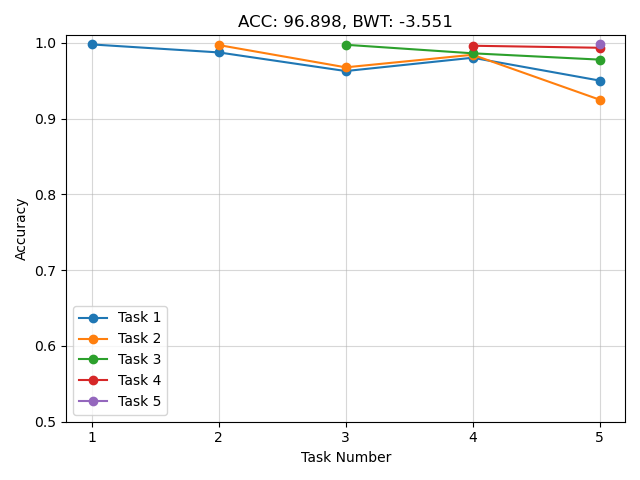 ACC: 96.898, BWT: -3.551
1.0
0.9
0.8
0.7
0.6
0.5
Accuracy
Task 1
Task 2
Task 3
Task 4
Task 5
1 2 3 4 5
Task Number